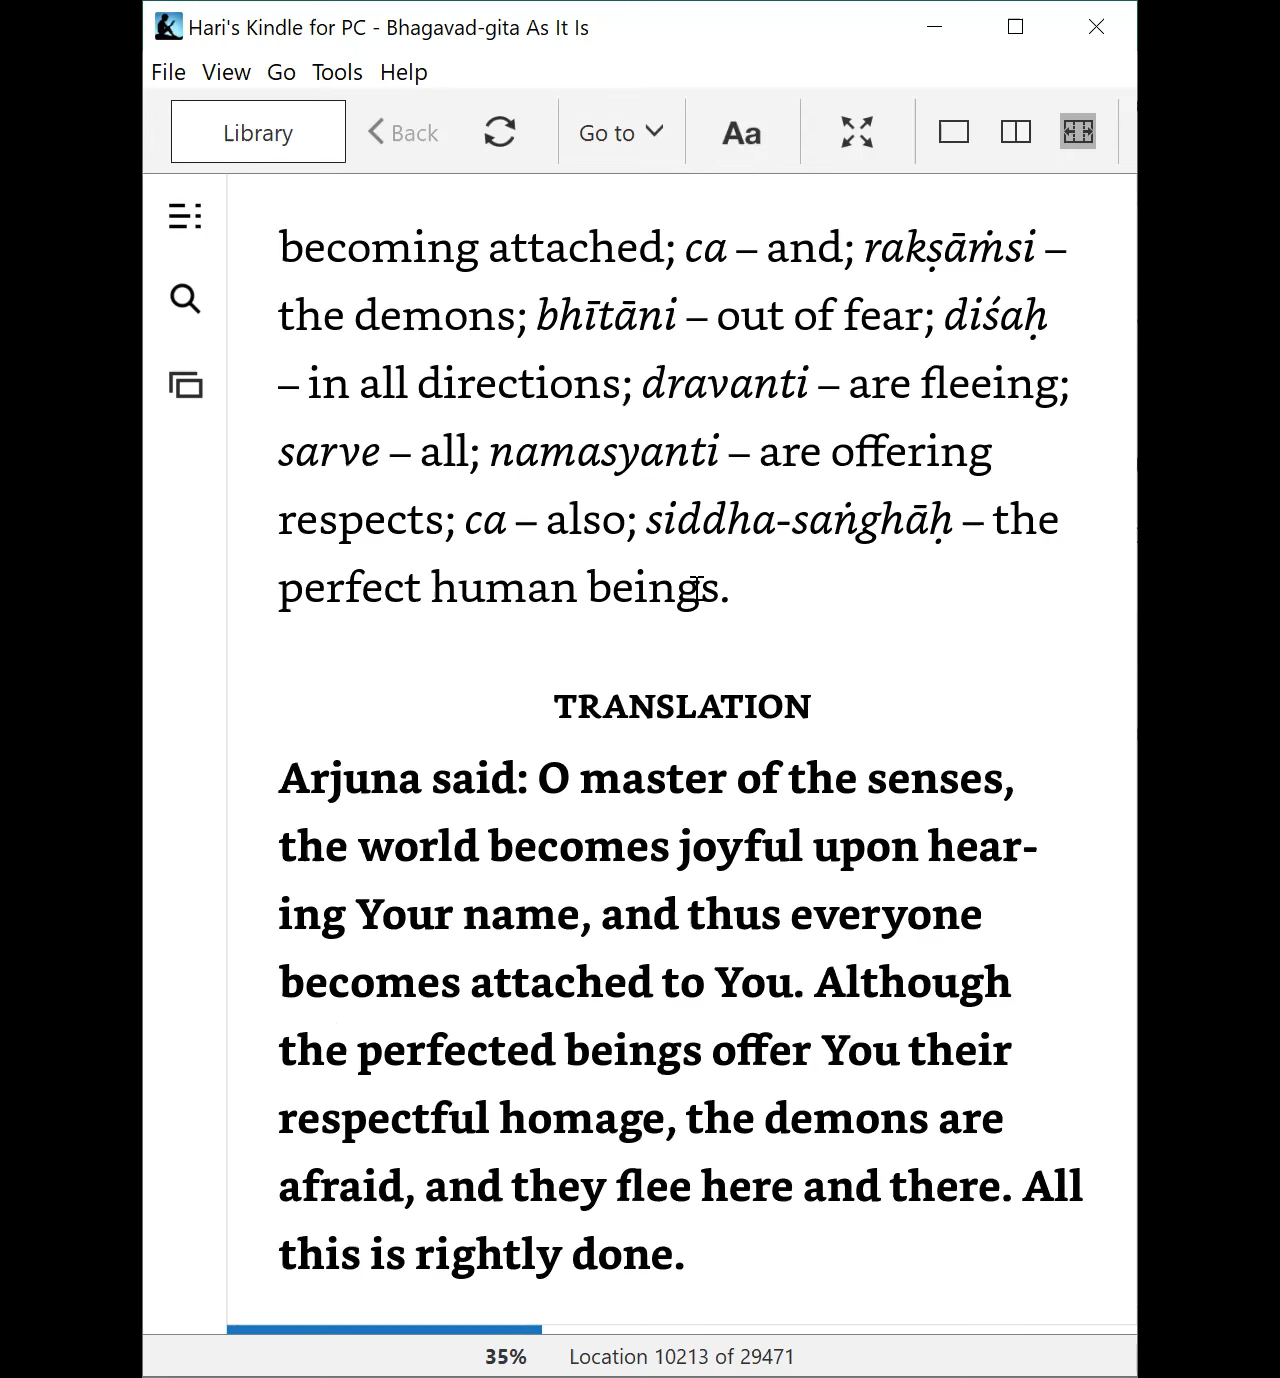 Hari's Kindle for PC - Bhagavad-gita As It Is
File View Go Tools Help
Library Back Go to Aa
becoming attached; ca – and; rakṣāṁsi –
the demons; bhītāni – out of fear; diśaḥ
– in all directions; dravanti – are fleeing;
sarve – all; namasyanti – are offering
respects; ca – also; siddha-saṅghāḥ – the
perfect human beings.
TRANSLATION
Arjuna said: O master of the senses,
the world becomes joyful upon hear-
ing Your name, and thus everyone
becomes attached to You. Although
the perfected beings offer You their
respectful homage, the demons are
afraid, and they flee here and there. All
this is rightly done.
35% Location 10213 of 29471